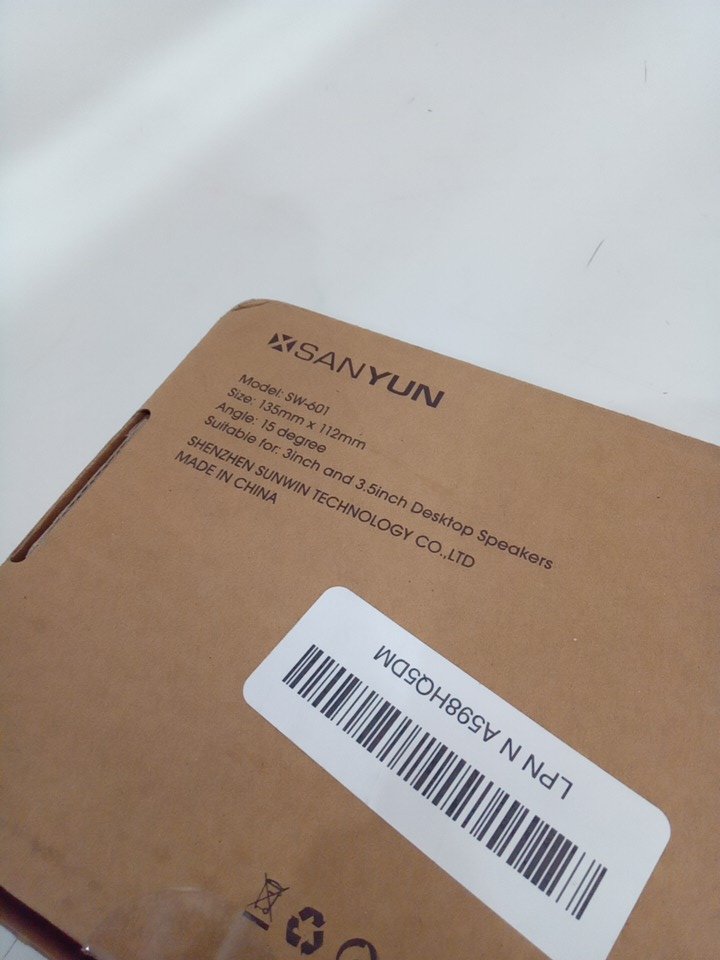 SANYUN
Model: SW-601
Size: 135mm x 112mm
Angle: 15 degree
Suitable for: 3inch and 3.5inch Desktop Speakers
SHENZHEN SUNWIN TECHNOLOGY CO.,LTD
MADE IN CHINA
LPN N A598HQ5DM